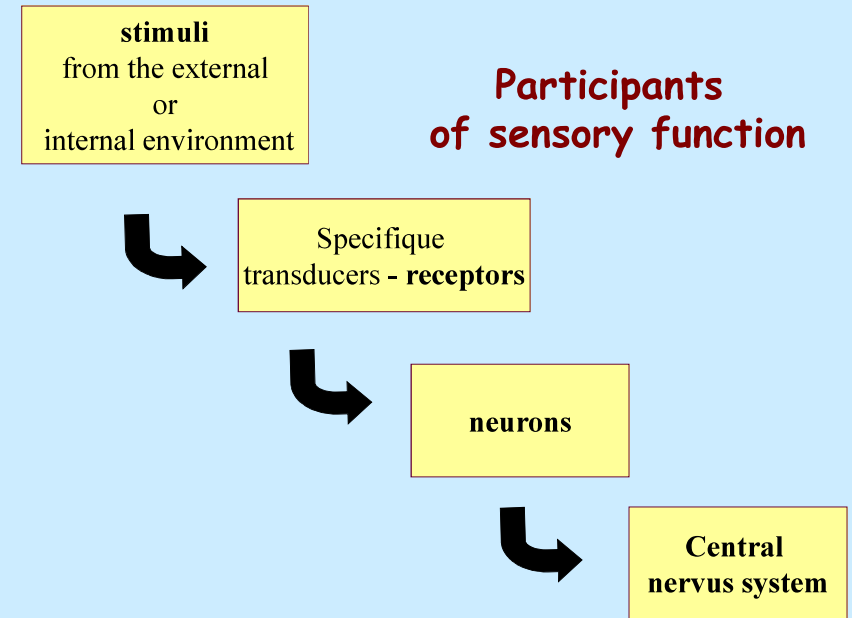 stimuli
from the external
or
internal environment
Participants
of sensory function
Specifique
transducers - receptors
neurons
Central
nervus system